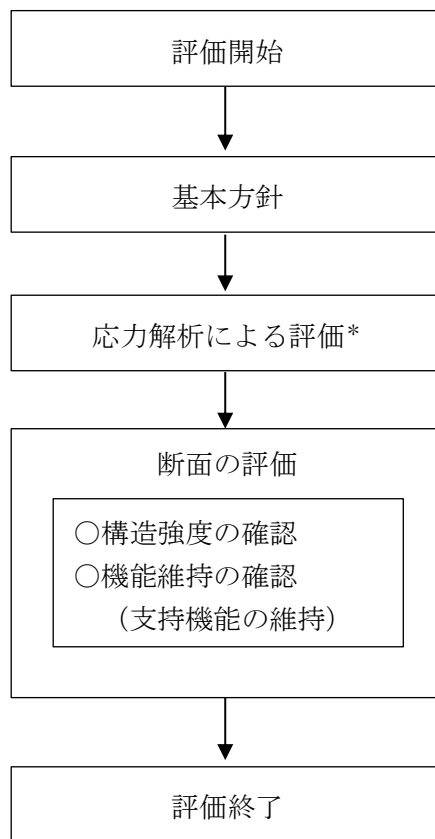 評価開始
基本方針
応力解析による評価*
断面の評価
○構造強度の確認
○機能維持の確認
（支持機能の維持）
評価終了